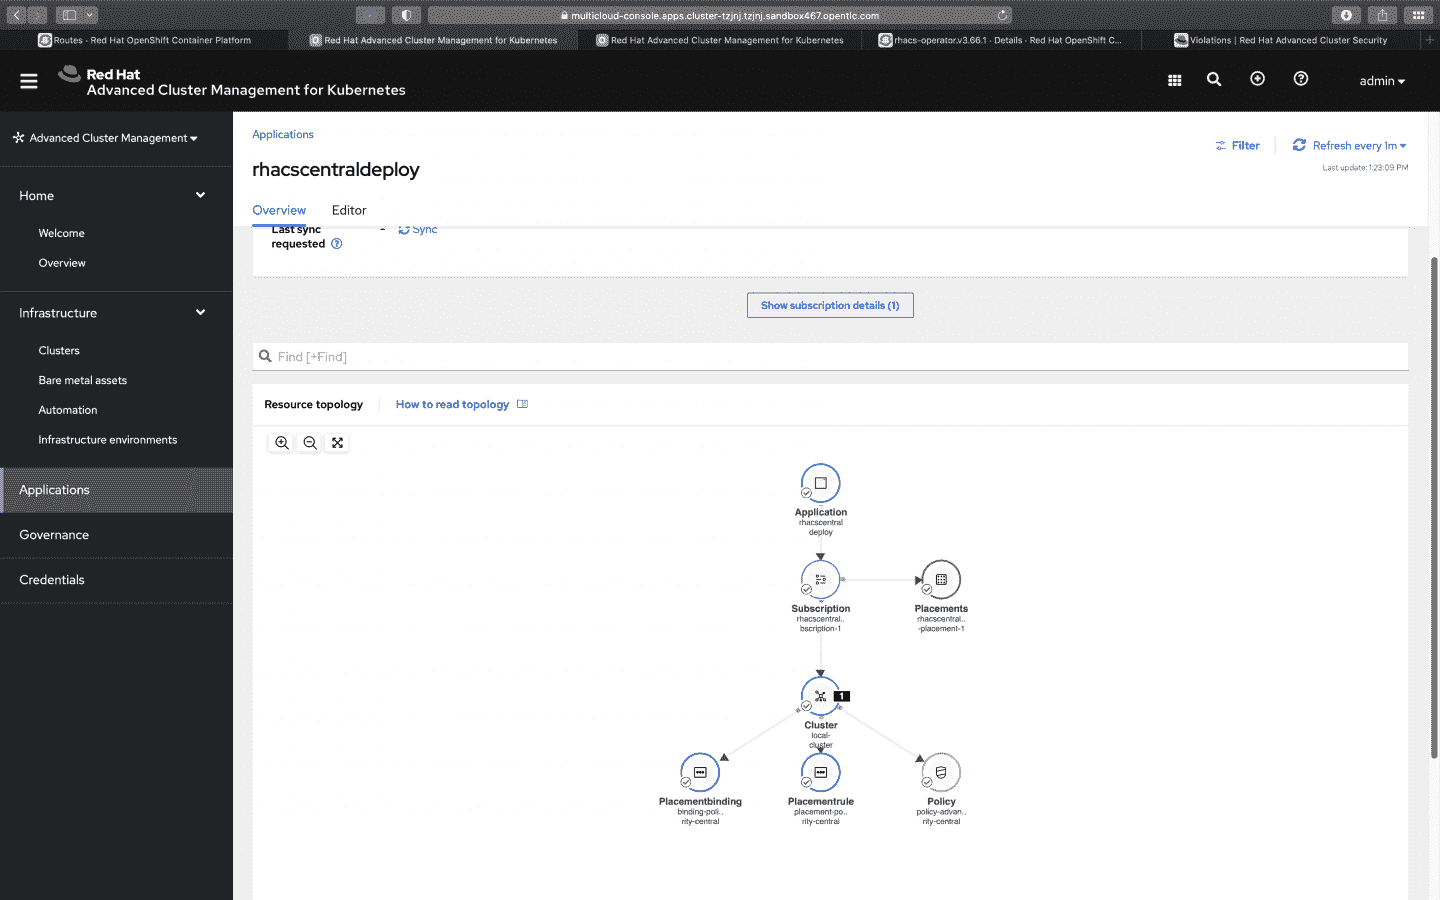 multicloud-console.apps.cluster-tzjnj.tzjnj.sandbox467.opentlc.com
Routes · Red Hat OpenShift Container Platform
Red Hat Advanced Cluster Management for Kubernetes
Red Hat Advanced Cluster Management for Kubernetes
rhacs-operator.v3.66.1 · Details · Red Hat OpenShift C...
Violations | Red Hat Advanced Cluster Security
Red Hat
Advanced Cluster Management for Kubernetes
admin
Advanced Cluster Management
Home
Welcome
Overview
Infrastructure
Clusters
Bare metal assets
Automation
Infrastructure environments
Applications
Governance
Credentials
Applications
rhacscentraldeploy
Filter
Refresh every 1m
Last update: 1:23:09 PM
Overview
Editor
Last sync
requested
-
Sync
Show subscription details (1)
Find [+Find]
Resource topology
How to read topology
Application
rhacscentral
deploy
Subscription
rhacscentral..
bscription-1
Placements
rhacscentral..
-placement-1
1
Cluster
local-
cluster
Placementbinding
binding-poli..
rity-central
Placementrule
placement-po..
rity-central
Policy
policy-advan..
rity-central